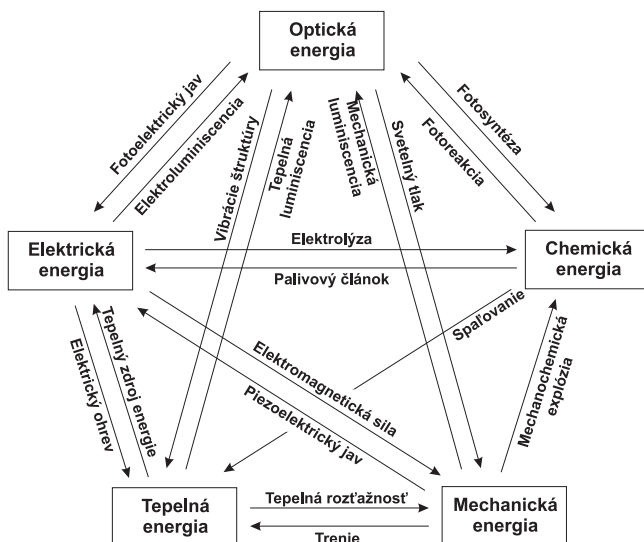 Optická
energia
Fotoelektrický jav
Elektroluminiscencia
Vibrácie štruktúry
Tepelná
luminiscencia
Mechanická
luminiscencia
Svetelný tlak
Fotoreakcia
Fotosyntéza
Elektrická
energia
Elektrolýza
Palivový článok
Chemická
energia
Spaľovanie
Elektrický ohrev
Tepelný zdroj energie
Elektromagnetická sila
Piezoelektrický jav
Mechanochemická
explózia
Tepelná
energia
Tepelná rozťažnosť
Trenie
Mechanická
energia